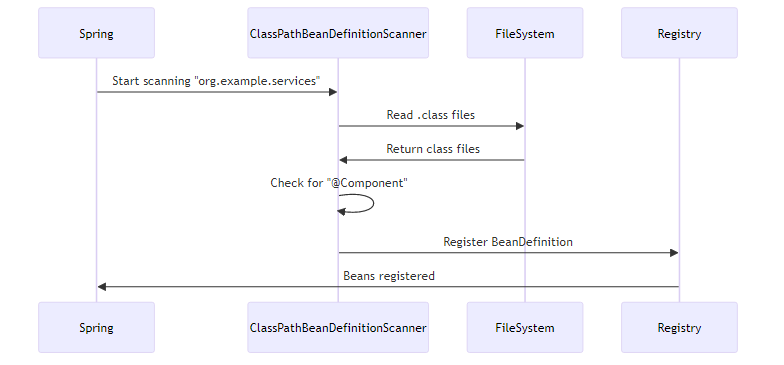 Spring
ClassPathBeanDefinitionScanner
FileSystem
Registry
Start scanning "org.example.services"
Read .class files
Return class files
Check for "@Component"
Register BeanDefinition
Beans registered
Spring
ClassPathBeanDefinitionScanner
FileSystem
Registry